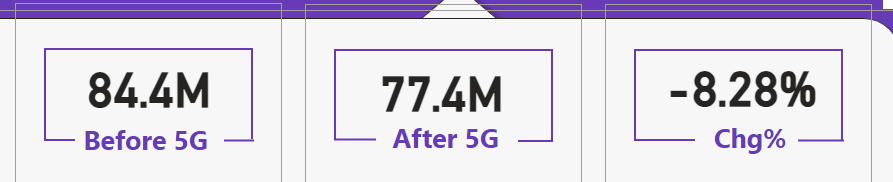 84.4M
Before 5G
77.4M
After 5G
-8.28%
Chg%